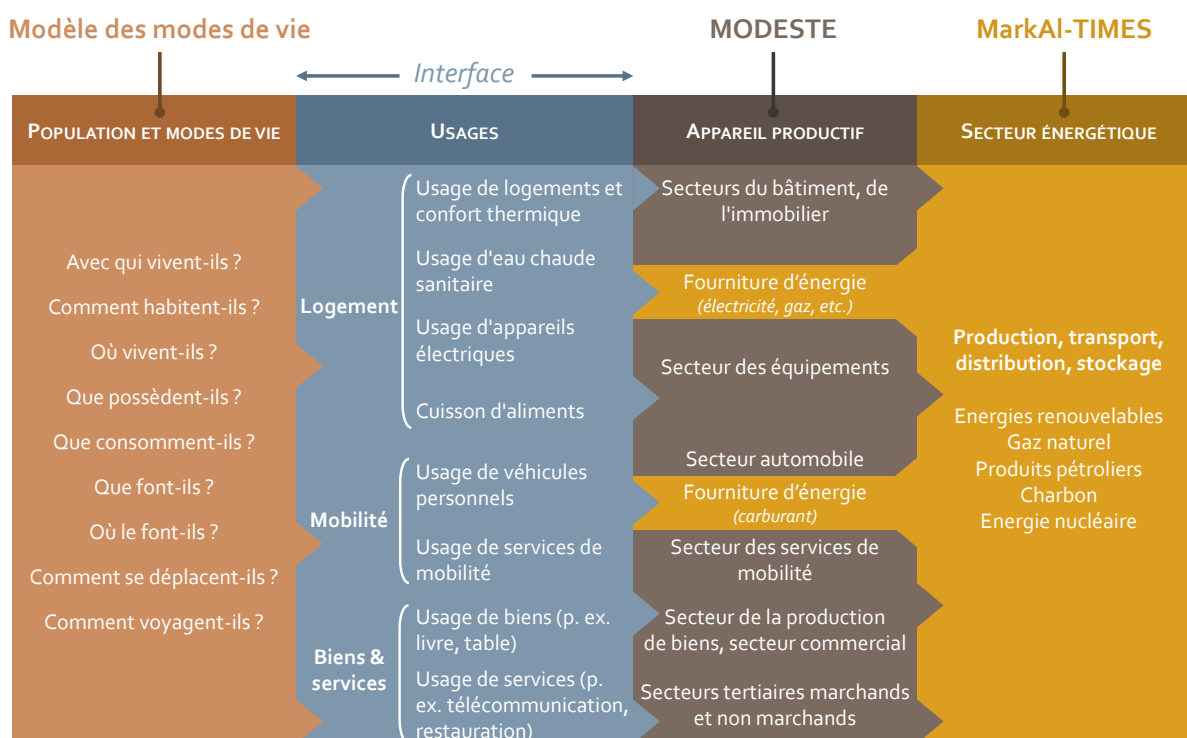 Modèle des modes de vie
Interface
MODESTE
MarkAl-TIMES
POPULATION ET MODES DE VIE
USAGES
APPAREIL PRODUCTIF
SECTEUR ÉNERGÉTIQUE
Avec qui vivent-ils ?
Comment habitent-ils ?
Où vivent-ils ?
Que possèdent-ils ?
Que consomment-ils ?
Que font-ils ?
Où le font-ils ?
Comment se déplacent-ils ?
Comment voyagent-ils ?
Logement
Usage de logements et
confort thermique
Usage d'eau chaude
sanitaire
Usage d'appareils
électriques
Cuisson d'aliments
Mobilité
Usage de véhicules
personnels
Usage de services de
mobilité
Biens &
services
Usage de biens (p. ex.
livre, table)
Usage de services (p.
ex. télécommunication,
restauration)
Secteurs du bâtiment, de
l'immobilier
Fourniture d’énergie
(électricité, gaz, etc.)
Secteur des équipements
Secteur automobile
Fourniture d’énergie
(carburant)
Secteur des services de
mobilité
Secteur de la production
de biens, secteur commercial
Secteurs tertiaires marchands
et non marchands
Production, transport,
distribution, stockage
Energies renouvelables
Gaz naturel
Produits pétroliers
Charbon
Energie nucléaire